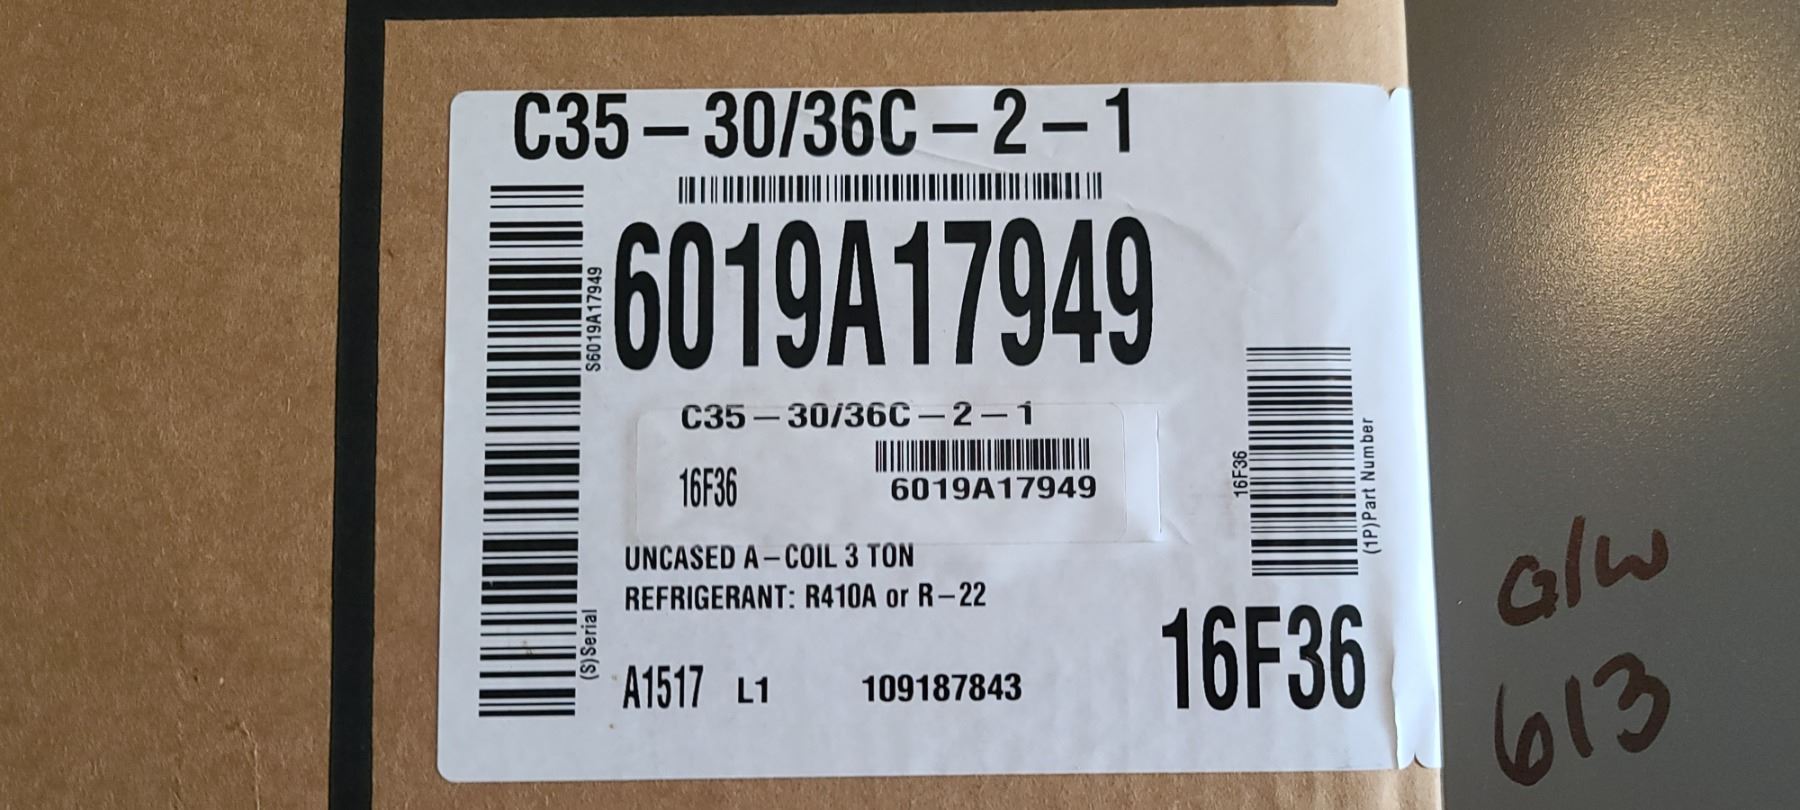 C35-30/36C-2-1
S6019A17949
6019A17949
C35-30/36C-2-1
16F36
6019A17949
16F36
(1P)Part Number
UNCASED A-COIL 3 TON
REFRIGERANT: R410A or R-22
(S)Serial
A1517 L1 109187843
16F36
a/w
613